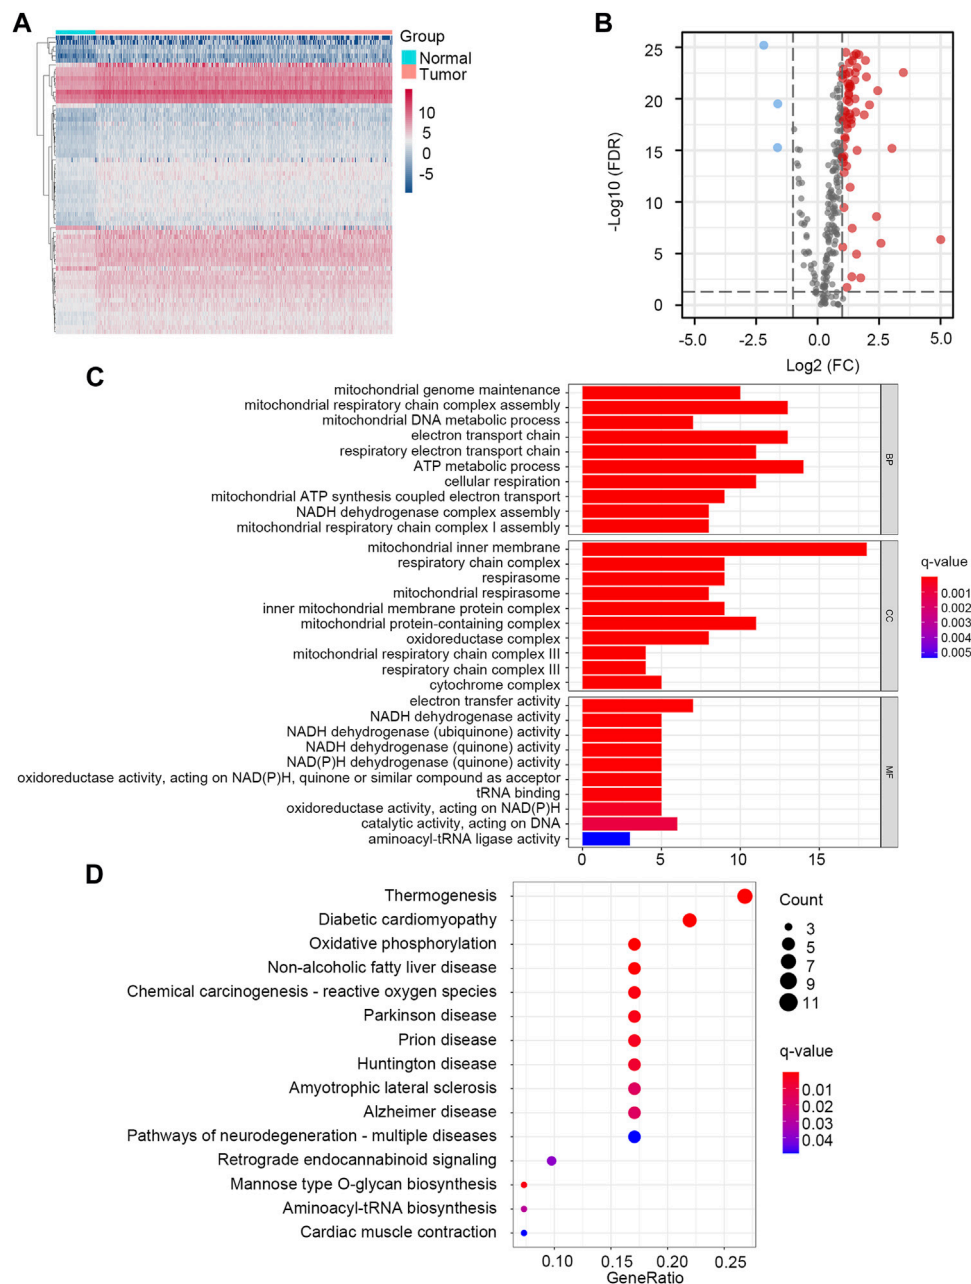 A
Group
Normal
Tumor
10
5
0
-5
B
25
20
15
10
5
0
-Log10 (FDR)
-5.0
-2.5
0.0
2.5
5.0
Log2 (FC)
C
mitochondrial genome maintenance
mitochondrial respiratory chain complex assembly
mitochondrial DNA metabolic process
electron transport chain
respiratory electron transport chain
ATP metabolic process
cellular respiration
mitochondrial ATP synthesis coupled electron transport
NADH dehydrogenase complex assembly
mitochondrial respiratory chain complex I assembly
BP
mitochondrial inner membrane
respiratory chain complex
respirasome
mitochondrial respirasome
inner mitochondrial membrane protein complex
mitochondrial protein-containing complex
oxidoreductase complex
mitochondrial respiratory chain complex III
respiratory chain complex III
cytochrome complex
CC
electron transfer activity
NADH dehydrogenase activity
NADH dehydrogenase (ubiquinone) activity
NADH dehydrogenase (quinone) activity
NAD(P)H dehydrogenase (quinone) activity
oxidoreductase activity, acting on NAD(P)H, quinone or similar compound as acceptor
tRNA binding
oxidoreductase activity, acting on NAD(P)H
catalytic activity, acting on DNA
aminoacyl-tRNA ligase activity
MF
0
5
10
15
q-value
0.001
0.002
0.003
0.004
0.005
D
Thermogenesis
Diabetic cardiomyopathy
Oxidative phosphorylation
Non-alcoholic fatty liver disease
Chemical carcinogenesis - reactive oxygen species
Parkinson disease
Prion disease
Huntington disease
Amyotrophic lateral sclerosis
Alzheimer disease
Pathways of neurodegeneration - multiple diseases
Retrograde endocannabinoid signaling
Mannose type O-glycan biosynthesis
Aminoacyl-tRNA biosynthesis
Cardiac muscle contraction
0.10
0.15
0.20
0.25
GeneRatio
Count
3
5
7
9
11
q-value
0.01
0.02
0.03
0.04